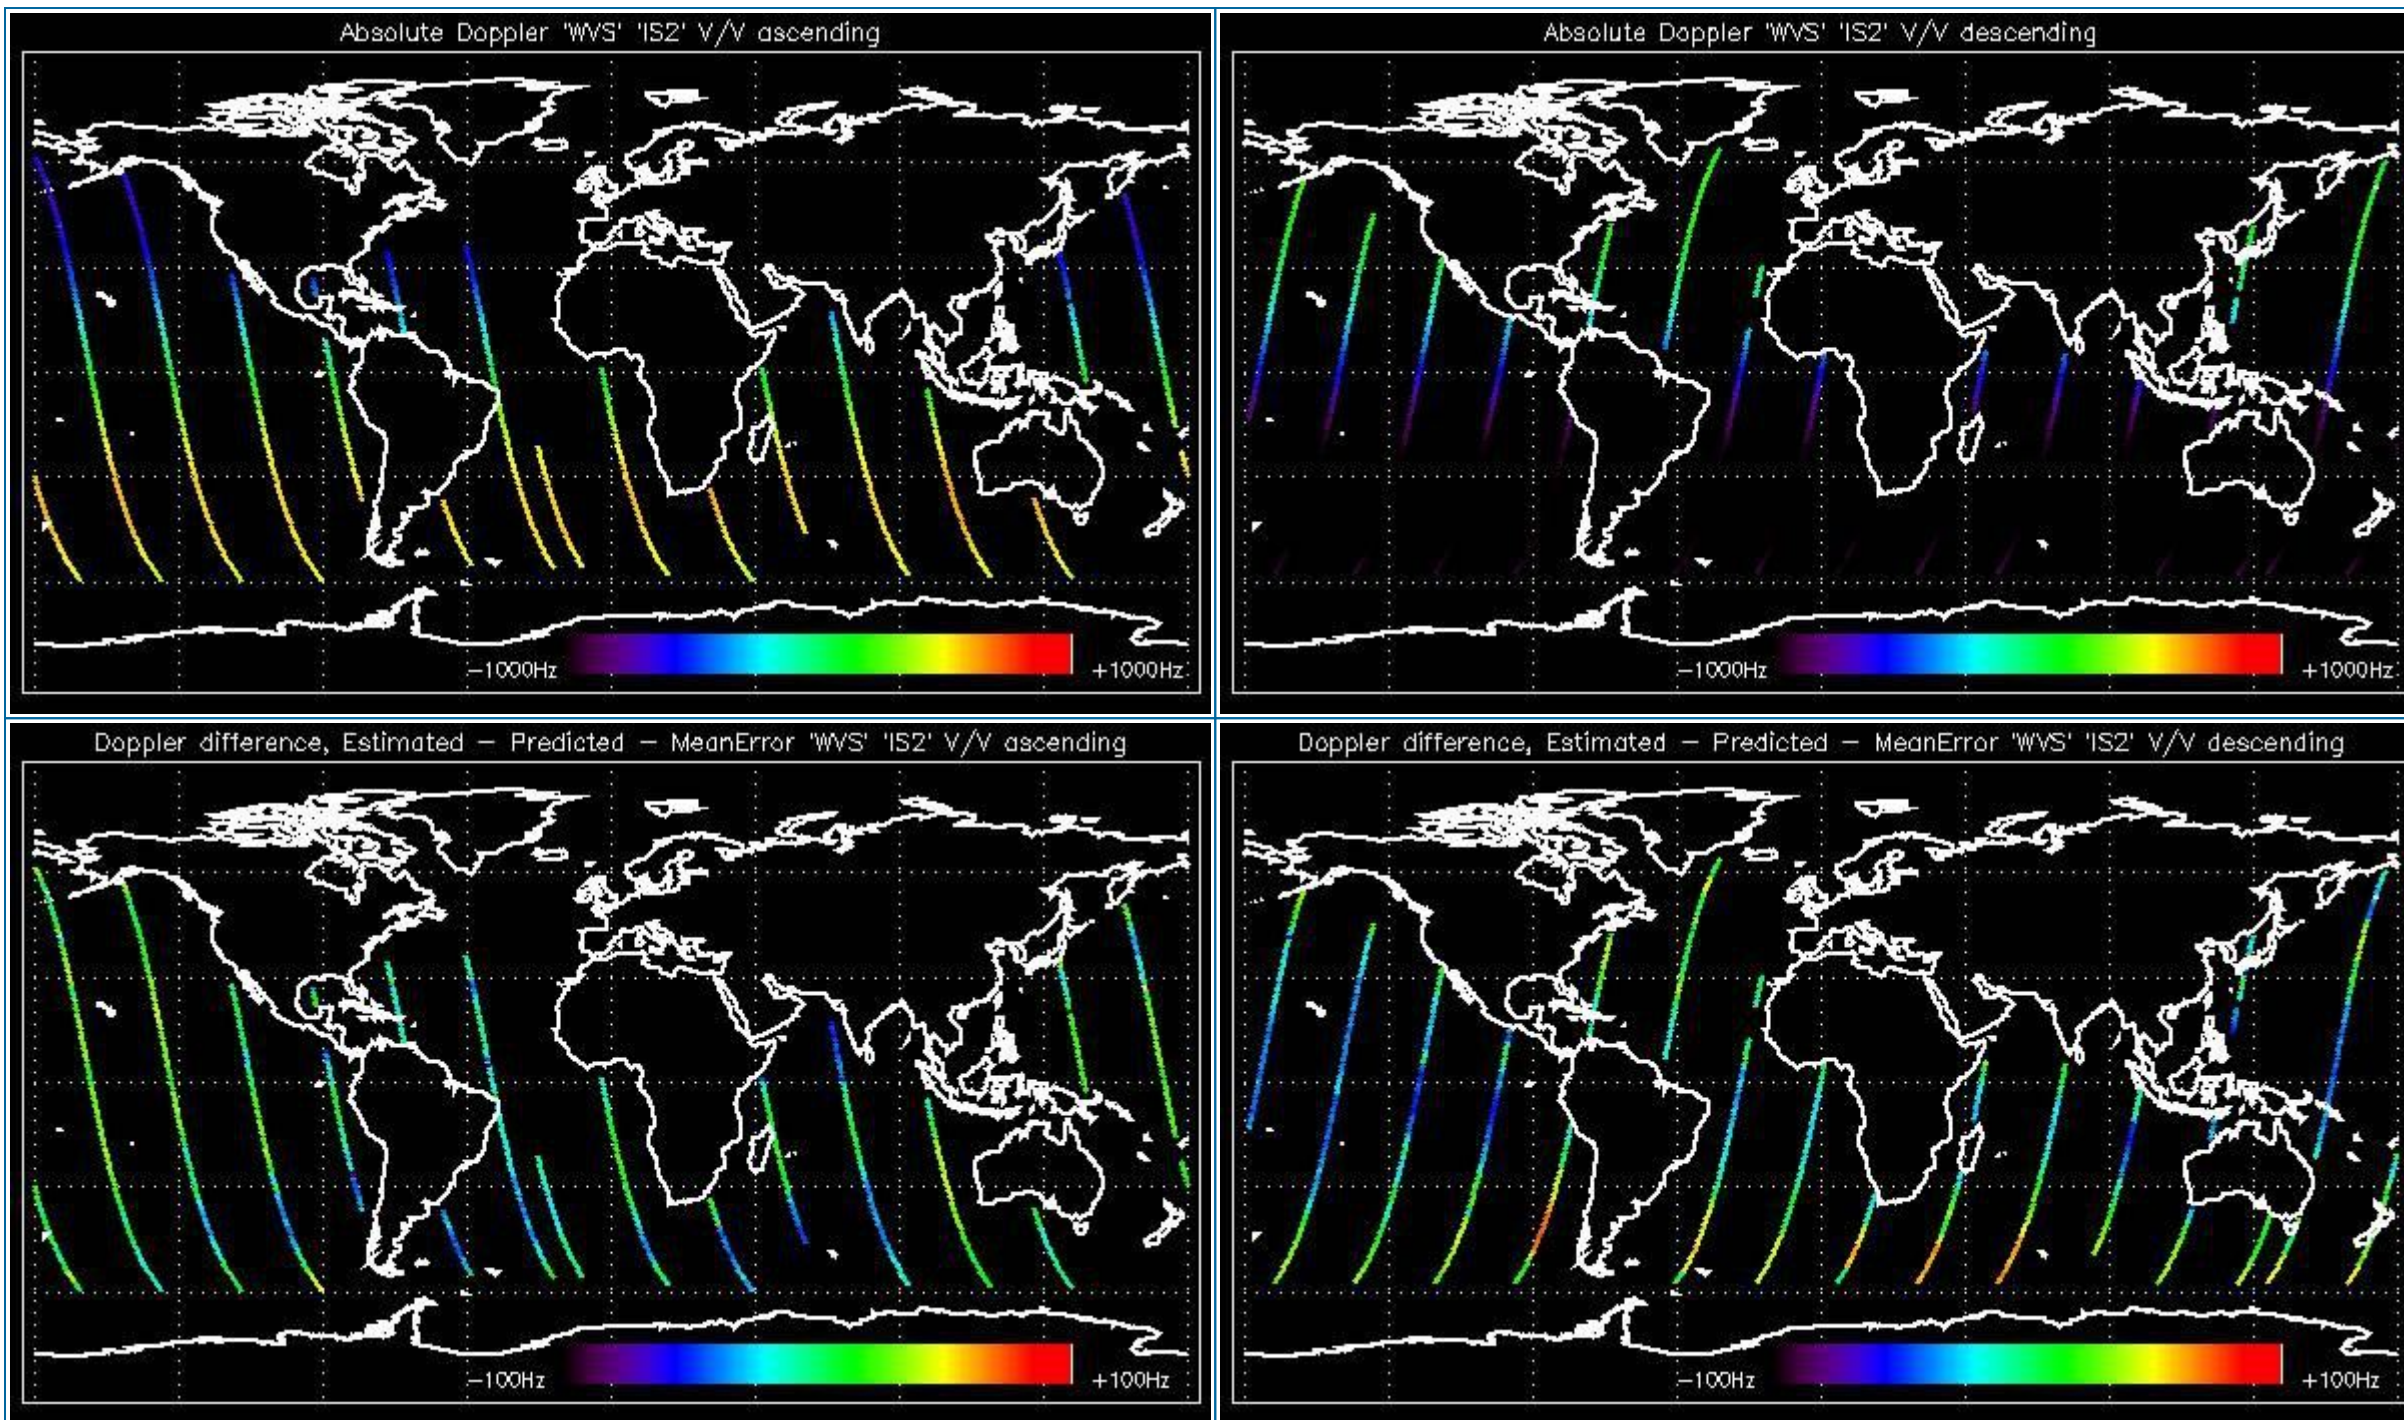 Absolute Doppler 'WVS' 'IS2' V/V ascending
-1000Hz +1000Hz
Absolute Doppler 'WVS' 'IS2' V/V descending
-1000Hz +1000Hz
Doppler difference, Estimated - Predicted - MeanError 'WVS' 'IS2' V/V ascending
-100Hz +100Hz
Doppler difference, Estimated - Predicted - MeanError 'WVS' 'IS2' V/V descending
-100Hz +100Hz